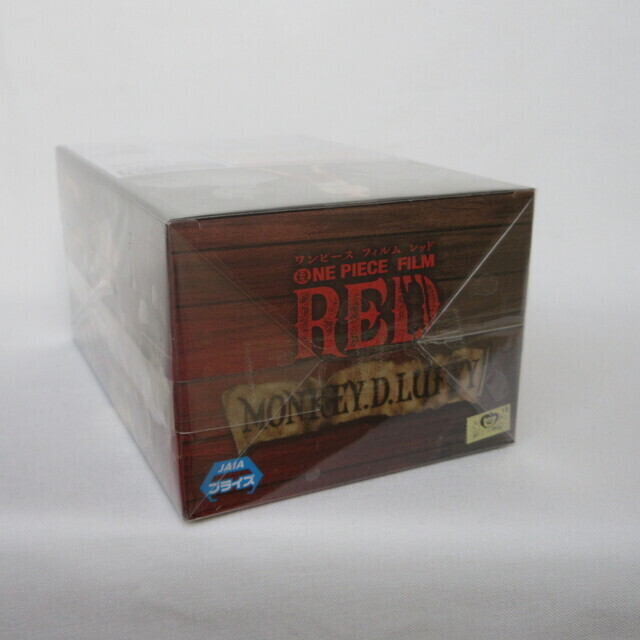 ワンピース フィルム レッド
ONE PIECE FILM
RED
MONKEY.D.LUFFY
JAIA
プライズ